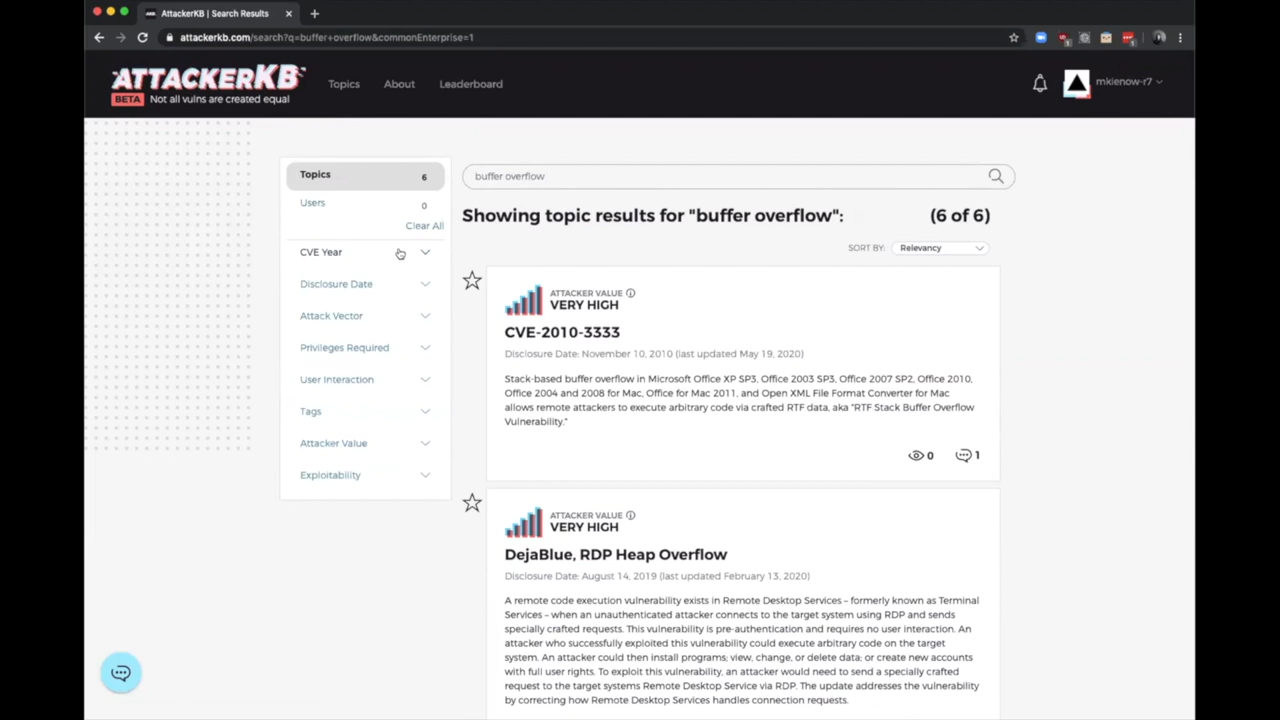 AttackerKB | Search Results
attackerkb.com/search?q=buffer+overflow&commonEnterprise=1
ATTACKERKB
BETA Not all vulns are created equal
Topics About Leaderboard
mkienow-r7
Topics 6
Users 0
Clear All
CVE Year
Disclosure Date
Attack Vector
Privileges Required
User Interaction
Tags
Attacker Value
Exploitability
buffer overflow
Showing topic results for "buffer overflow": (6 of 6)
SORT BY: Relevancy
ATTACKER VALUE
VERY HIGH
CVE-2010-3333
Disclosure Date: November 10, 2010 (last updated May 19, 2020)
Stack-based buffer overflow in Microsoft Office XP SP3, Office 2003 SP3, Office 2007 SP2, Office 2010,
Office 2004 and 2008 for Mac, Office for Mac 2011, and Open XML File Format Converter for Mac
allows remote attackers to execute arbitrary code via crafted RTF data, aka "RTF Stack Buffer Overflow
Vulnerability."
0 1
ATTACKER VALUE
VERY HIGH
DejaBlue, RDP Heap Overflow
Disclosure Date: August 14, 2019 (last updated February 13, 2020)
A remote code execution vulnerability exists in Remote Desktop Services – formerly known as Terminal
Services – when an unauthenticated attacker connects to the target system using RDP and sends
specially crafted requests. This vulnerability is pre-authentication and requires no user interaction. An
attacker who successfully exploited this vulnerability could execute arbitrary code on the target
system. An attacker could then install programs; view, change, or delete data; or create new accounts
with full user rights. To exploit this vulnerability, an attacker would need to send a specially crafted
request to the target systems Remote Desktop Service via RDP. The update addresses the vulnerability
by correcting how Remote Desktop Services handles connection requests.